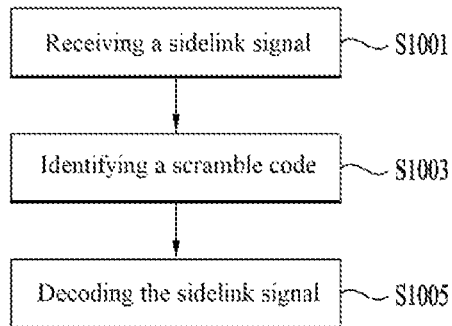 Receiving a sidelink signal
S1001
Identifying a scramble code
S1003
Decoding the sidelink signal
S1005